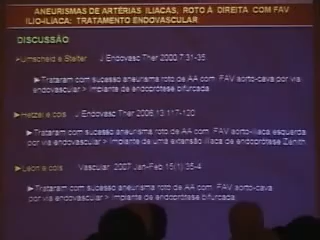 ANEURISMAS DE ARTÉRIAS ILIACAS, ROTO A DIREITA COM FAV
ILIO-ILIACA: TRATAMENTO ENDOVASCULAR
DISCUSSÃO
Umscheid e Stelter J Endovasc Ther 2000;7:31-35
Trataram com sucesso aneurisma roto de AA com FAV aorto-cava por via
endovascular > Implante de endoprótese bifurcada
Hetzel e cols J Endovasc Ther 2006;13:117-120
Trataram com sucesso aneurisma roto de AA com FAV aorto-iliaca esquerda
por via endovascular > Implante de uma extensão iliaca de endoprótese Zenith
Leon e cols Vascular. 2007 Jan-Feb;15(1):35-4
Trataram com sucesso aneurisma roto de AA com FAV aorto-cava
por via endovascular > Implante de endoprótese bifurcada